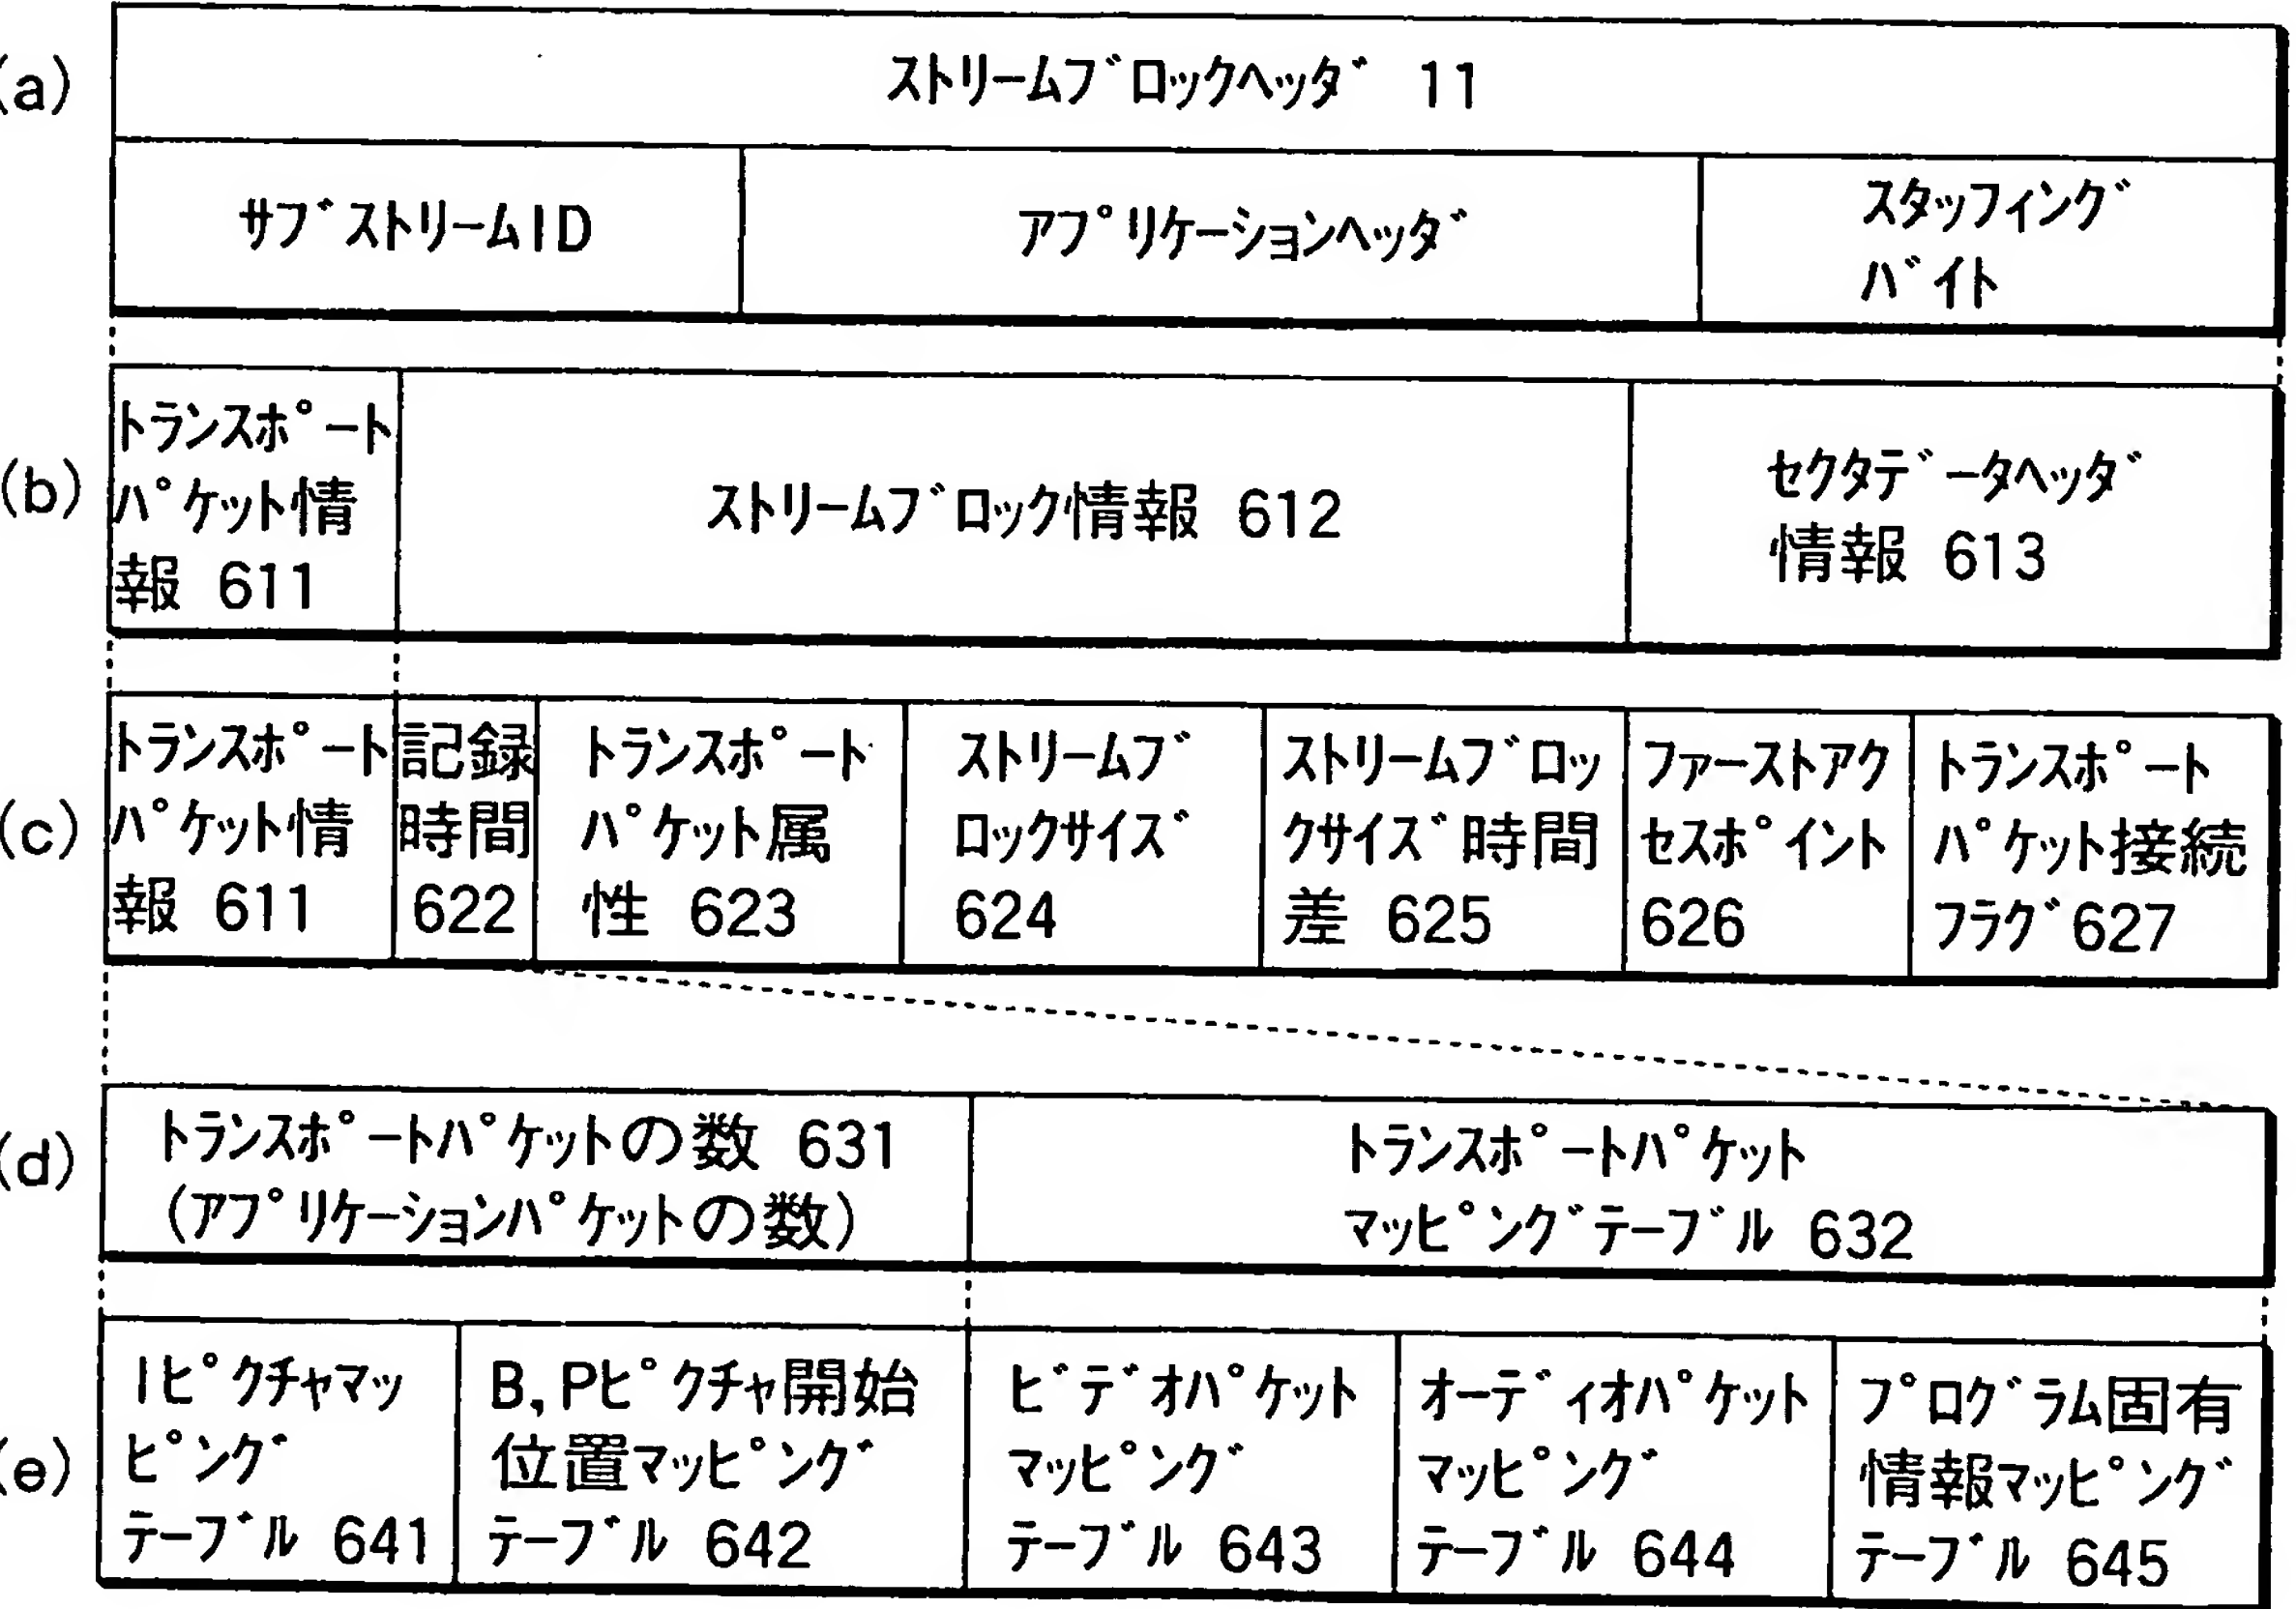 (a)
ストリームブロックヘッダ 11
サブストリームID
アプリケーションヘッダ
スタッフィング
バイト
(b)
トランスポート
パケット情
報 611
ストリームブロック情報 612
セクタデータヘッダ
情報 613
(c)
トランスポート
パケット情
報 611
記録
時間
622
トランスポート
パケット属
性 623
ストリームブ
ロックサイズ
624
ストリームブロッ
クサイズ時間
差 625
ファーストアク
セスポイント
626
トランスポート
パケット接続
フラグ627
(d)
トランスポートパケットの数 631
(アプリケーションパケットの数)
トランスポートパケット
マッピングテーブル 632
(e)
Iピクチャマッ
ピング
テーブル 641
B,Pピクチャ開始
位置マッピング
テーブル 642
ビデオパケット
マッピング
テーブル 643
オーディオパケット
マッピング
テーブル 644
プログラム固有
情報マッピング
テーブル 645